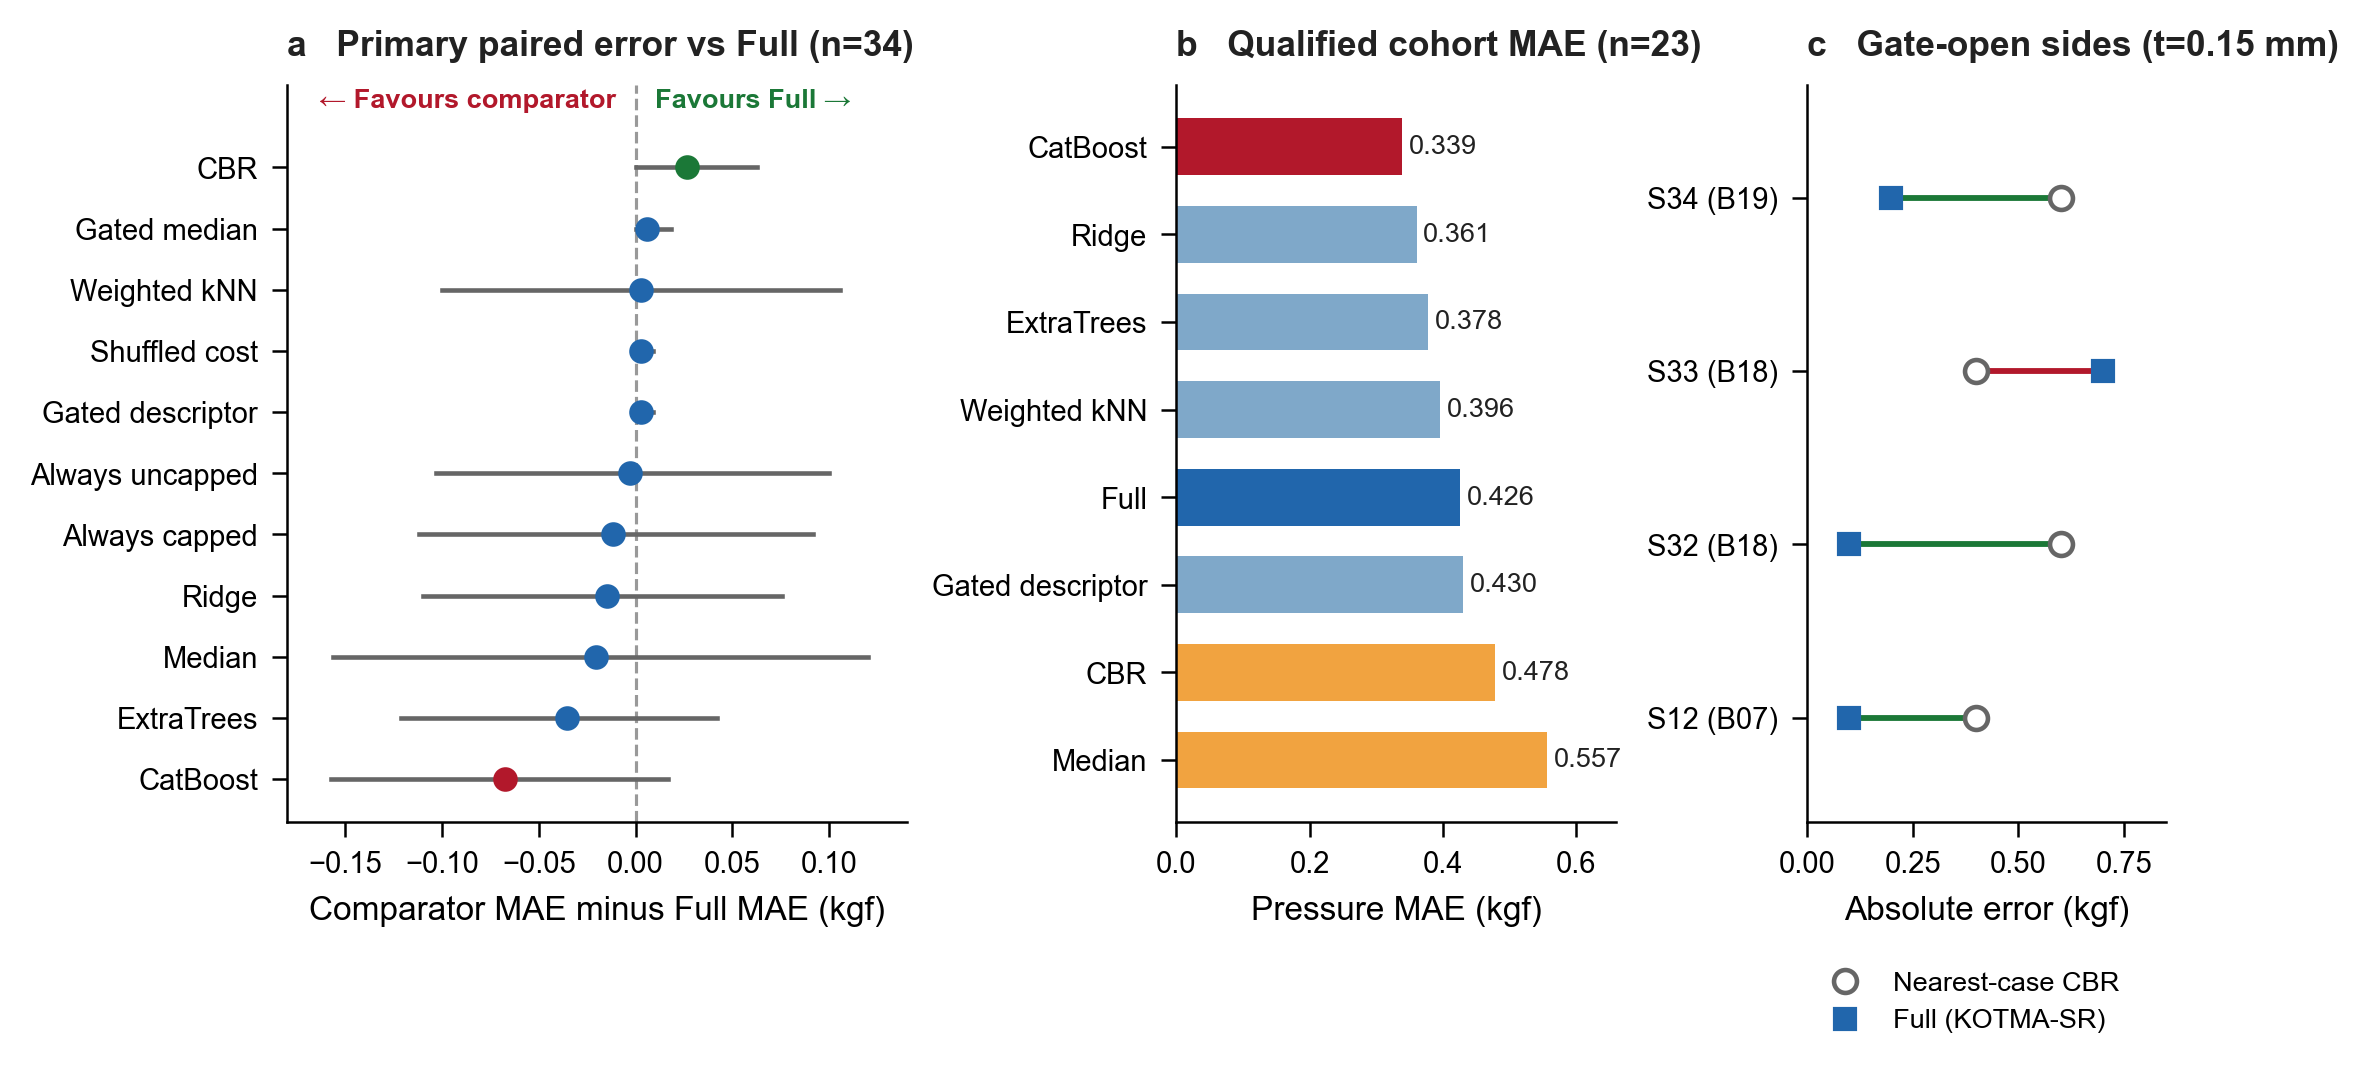 a Primary paired error vs Full (n=34)
← Favours comparator
Favours Full →
CBR
Gated median
Weighted kNN
Shuffled cost
Gated descriptor
Always uncapped
Always capped
Ridge
Median
ExtraTrees
CatBoost
−0.15 −0.10 −0.05 0.00 0.05 0.10
Comparator MAE minus Full MAE (kgf)
b Qualified cohort MAE (n=23)
CatBoost 0.339
Ridge 0.361
ExtraTrees 0.378
Weighted kNN 0.396
Full 0.426
Gated descriptor 0.430
CBR 0.478
Median 0.557
0.0 0.2 0.4 0.6
Pressure MAE (kgf)
c Gate-open sides (t=0.15 mm)
S34 (B19)
S33 (B18)
S32 (B18)
S12 (B07)
0.00 0.25 0.50 0.75
Absolute error (kgf)
Nearest-case CBR
Full (KOTMA-SR)